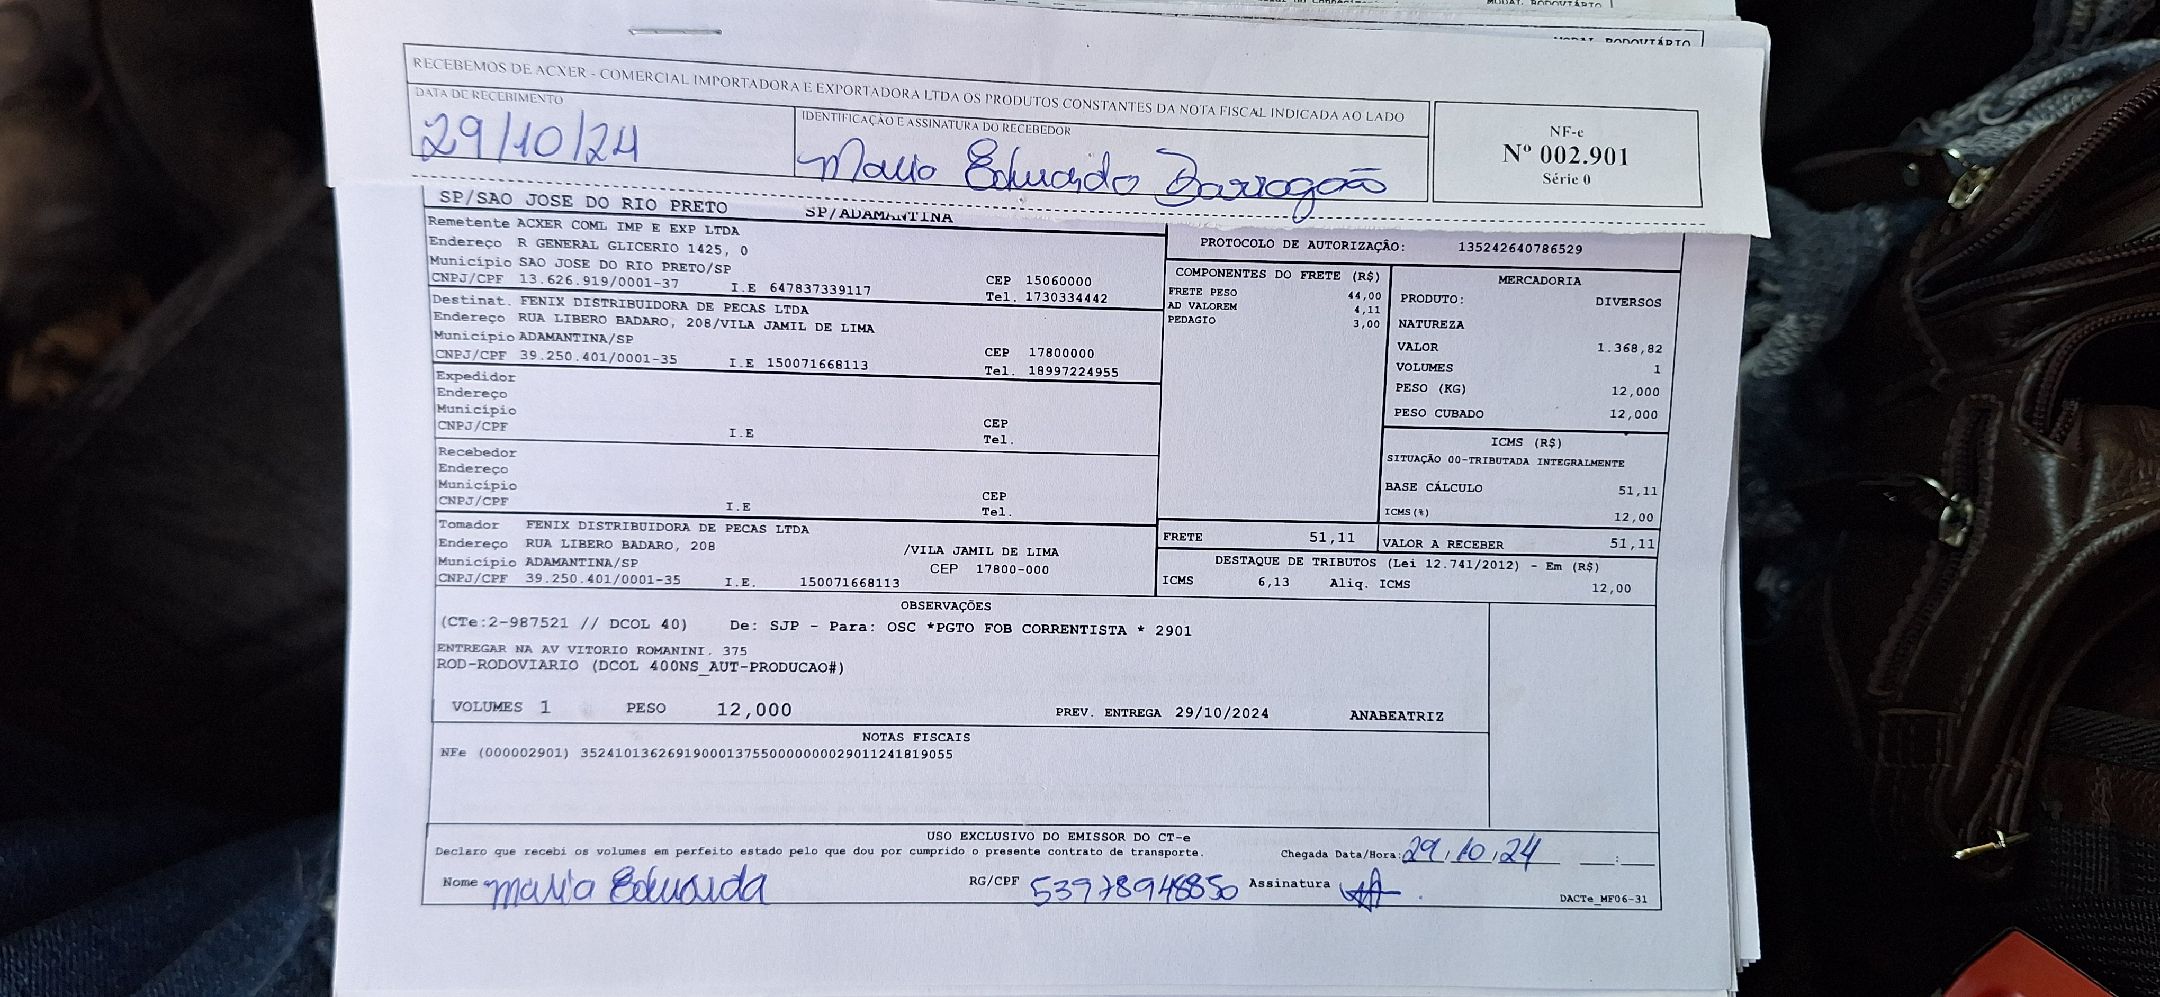 MODAL RODOVIÁRIO
RODOVIÁRIO
RECEBEMOS DE ACXER - COMERCIAL IMPORTADORA E EXPORTADORA LTDA OS PRODUTOS CONSTANTES DA NOTA FISCAL INDICADA AO LADO
DATA DE RECEBIMENTO
29/10/24
IDENTIFICAÇÃO E ASSINATURA DO RECEBEDOR
Maria Eduarda
NF-e
Nº 002.901
Série 0
SP/SAO JOSE DO RIO PRETO SP/ADAMANTINA
Remetente ACXER COML IMP E EXP LTDA
Endereço R GENERAL GLICERIO 1425, 0
Município SAO JOSE DO RIO PRETO/SP
CEP 15060000
CNPJ/CPF 13.626.919/0001-37 I.E 647837339117 Tel. 1730334442
Destinat. FENIX DISTRIBUIDORA DE PECAS LTDA
Endereço RUA LIBERO BADARO, 208/VILA JAMIL DE LIMA
Município ADAMANTINA/SP
CEP 17800000
CNPJ/CPF 39.250.401/0001-35 I.E 150071668113 Tel. 18997224955
Expedidor
Endereço
Município
CEP
CNPJ/CPF I.E Tel.
Recebedor
Endereço
Município
CEP
CNPJ/CPF I.E Tel.
Tomador FENIX DISTRIBUIDORA DE PECAS LTDA
Endereço RUA LIBERO BADARO, 208 /VILA JAMIL DE LIMA
Município ADAMANTINA/SP CEP 17800-000
CNPJ/CPF 39.250.401/0001-35 I.E. 150071668113
PROTOCOLO DE AUTORIZAÇÃO: 135242640786529
COMPONENTES DO FRETE (R$)
FRETE PESO 44,00
AD VALOREM 4,11
PEDAGIO 3,00
FRETE 51,11
MERCADORIA
PRODUTO: DIVERSOS
NATUREZA
VALOR 1.368,82
VOLUMES 1
PESO (KG) 12,000
PESO CUBADO 12,000
ICMS (R$)
SITUAÇÃO 00-TRIBUTADA INTEGRALMENTE
BASE CÁLCULO 51,11
ICMS(%) 12,00
VALOR A RECEBER 51,11
DESTAQUE DE TRIBUTOS (Lei 12.741/2012) - Em (R$)
ICMS 6,13 Aliq. ICMS 12,00
OBSERVAÇÕES
(CTe:2-987521 // DCOL 40) De: SJP - Para: OSC *PGTO FOB CORRENTISTA * 2901
ENTREGAR NA AV VITORIO ROMANINI, 375
ROD-RODOVIARIO (DCOL 400NS_AUT-PRODUCAO#)
VOLUMES 1 PESO 12,000 PREV. ENTREGA 29/10/2024 ANABEATRIZ
NOTAS FISCAIS
NFe (000002901) 35241013626919000137550000000029011241819055
USO EXCLUSIVO DO EMISSOR DO CT-e
Declaro que recebi os volumes em perfeito estado pelo que dou por cumprido o presente contrato de transporte. Chegada Data/Hora: 29/10/24 __:__
Nome Maria Eduarda RG/CPF 53978948850 Assinatura
DACTe_MF06-31